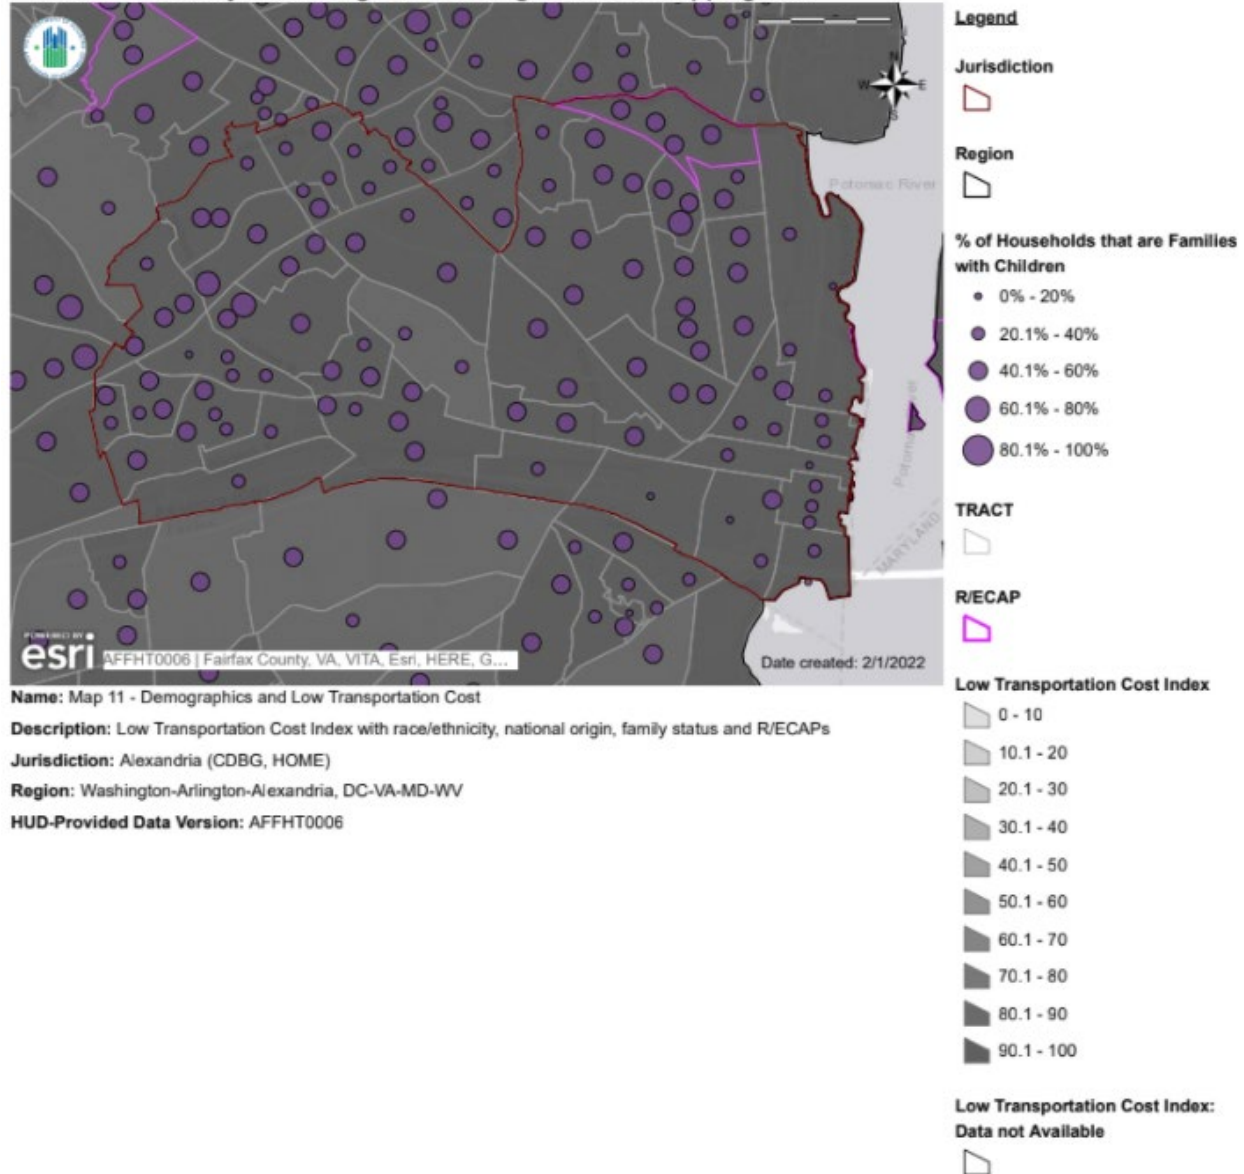 N
W
E
S
Potomac River
Potomac River
MARYLAND
POWERED BY
esri
AFFHT0006 | Fairfax County, VA, VITA, Esri, HERE, G...
Date created: 2/1/2022
Name: Map 11 - Demographics and Low Transportation Cost
Description: Low Transportation Cost Index with race/ethnicity, national origin, family status and R/ECAPs
Jurisdiction: Alexandria (CDBG, HOME)
Region: Washington-Arlington-Alexandria, DC-VA-MD-WV
HUD-Provided Data Version: AFFHT0006
Legend
Jurisdiction
Region
% of Households that are Families
with Children
0% - 20%
20.1% - 40%
40.1% - 60%
60.1% - 80%
80.1% - 100%
TRACT
R/ECAP
Low Transportation Cost Index
0 - 10
10.1 - 20
20.1 - 30
30.1 - 40
40.1 - 50
50.1 - 60
60.1 - 70
70.1 - 80
80.1 - 90
90.1 - 100
Low Transportation Cost Index:
Data not Available